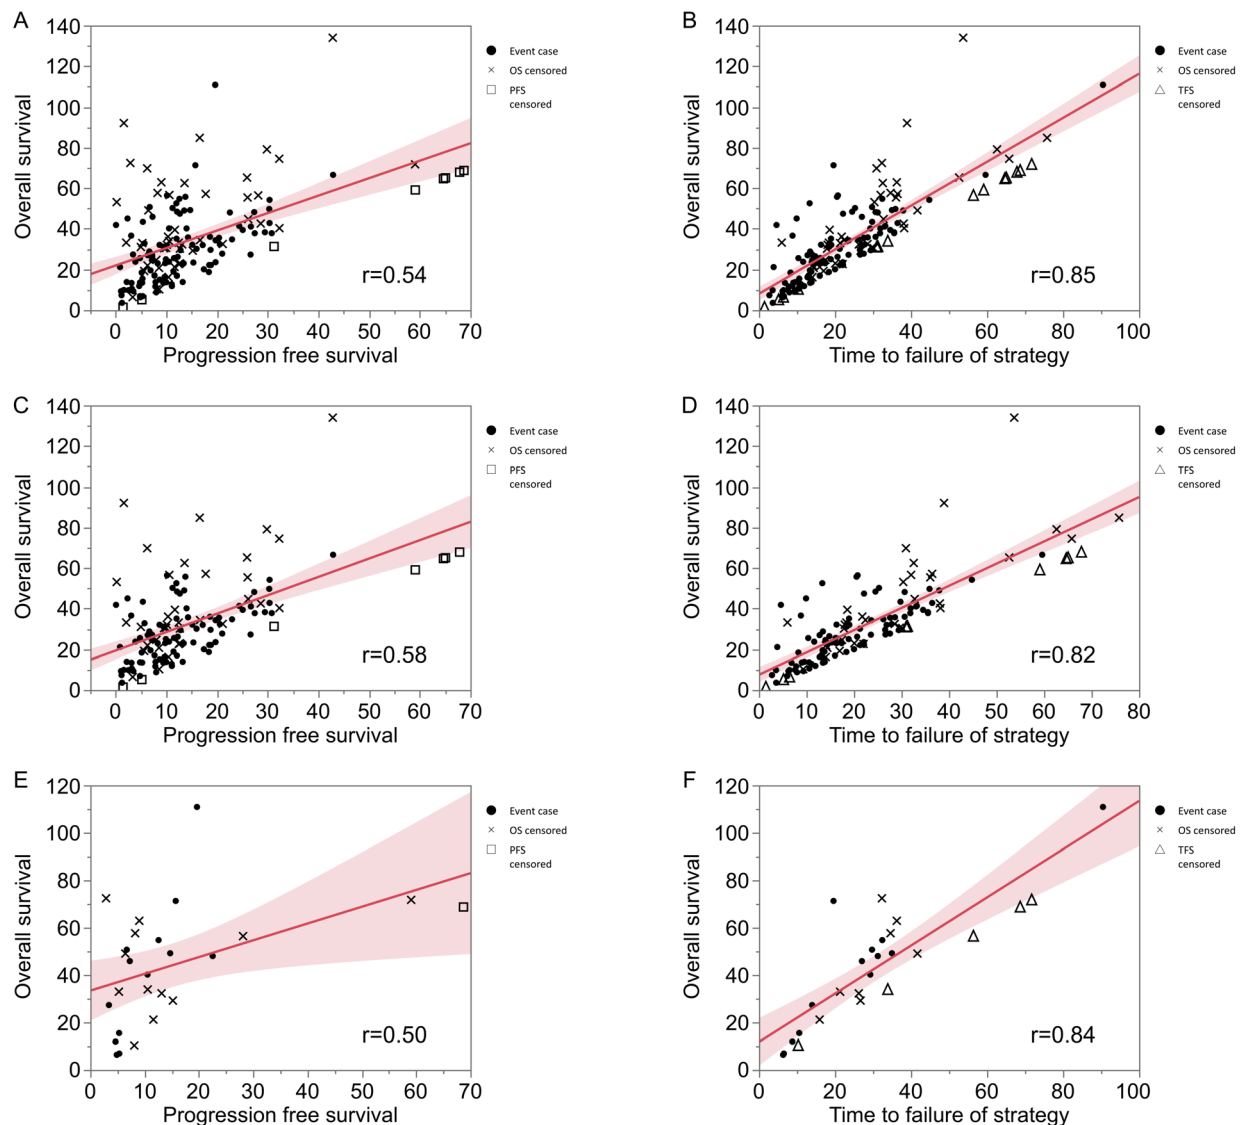 A
Overall survival
140
120
100
80
60
40
20
0
0 10 20 30 40 50 60 70
Progression free survival
r=0.54
Event case
OS censored
PFS
censored
B
Overall survival
140
120
100
80
60
40
20
0
0 20 40 60 80 100
Time to failure of strategy
r=0.85
Event case
OS censored
TFS
censored
C
Overall survival
140
120
100
80
60
40
20
0
0 10 20 30 40 50 60 70
Progression free survival
r=0.58
Event case
OS censored
PFS
censored
D
Overall survival
140
120
100
80
60
40
20
0
0 10 20 30 40 50 60 70 80
Time to failure of strategy
r=0.82
Event case
OS censored
TFS
censored
E
Overall survival
120
100
80
60
40
20
0
0 10 20 30 40 50 60 70
Progression free survival
r=0.50
Event case
OS censored
PFS
censored
F
Overall survival
120
100
80
60
40
20
0
0 20 40 60 80 100
Time to failure of strategy
r=0.84
Event case
OS censored
TFS
censored